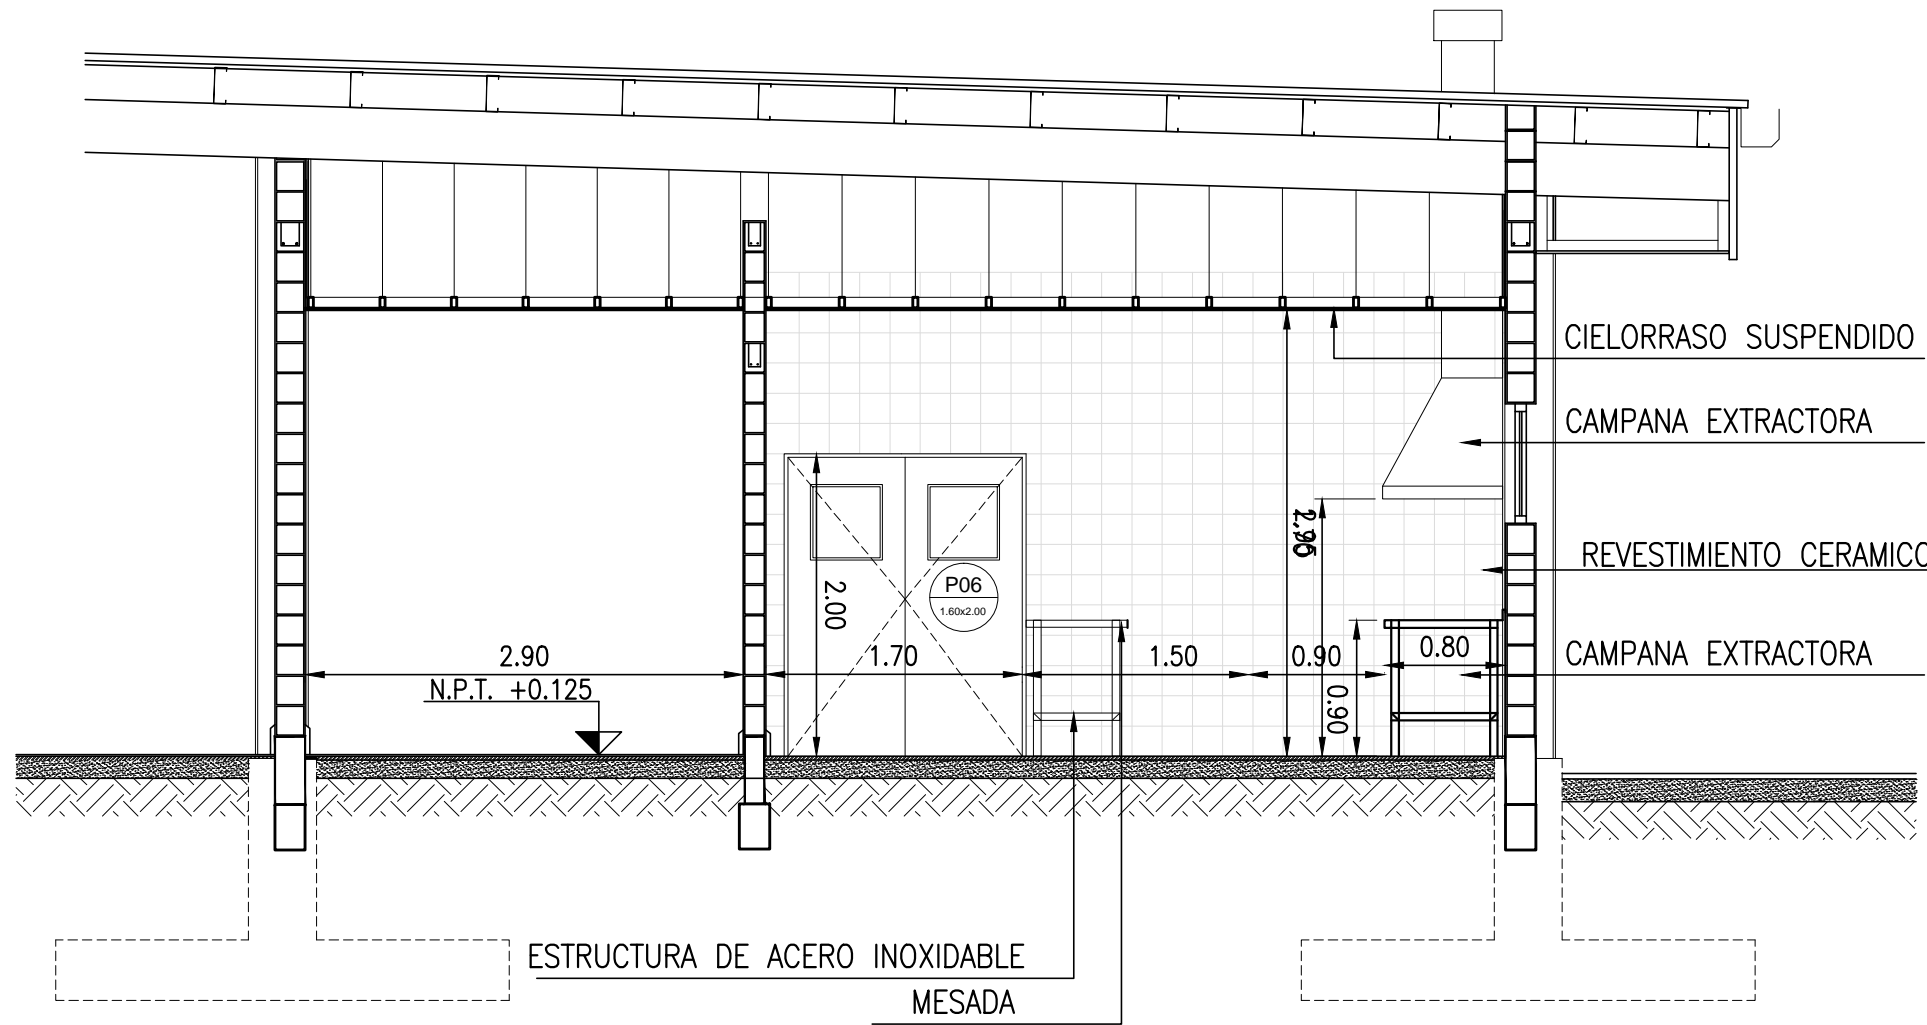 CIELORRASO SUSPENDIDO
CAMPANA EXTRACTORA
REVESTIMIENTO CERAMICO
P06
1.60x2.00
2.00
2.90
1.70
1.50
0.90
0.80
CAMPANA EXTRACTORA
N.P.T. +0.125
0.90
ESTRUCTURA DE ACERO INOXIDABLE
MESADA